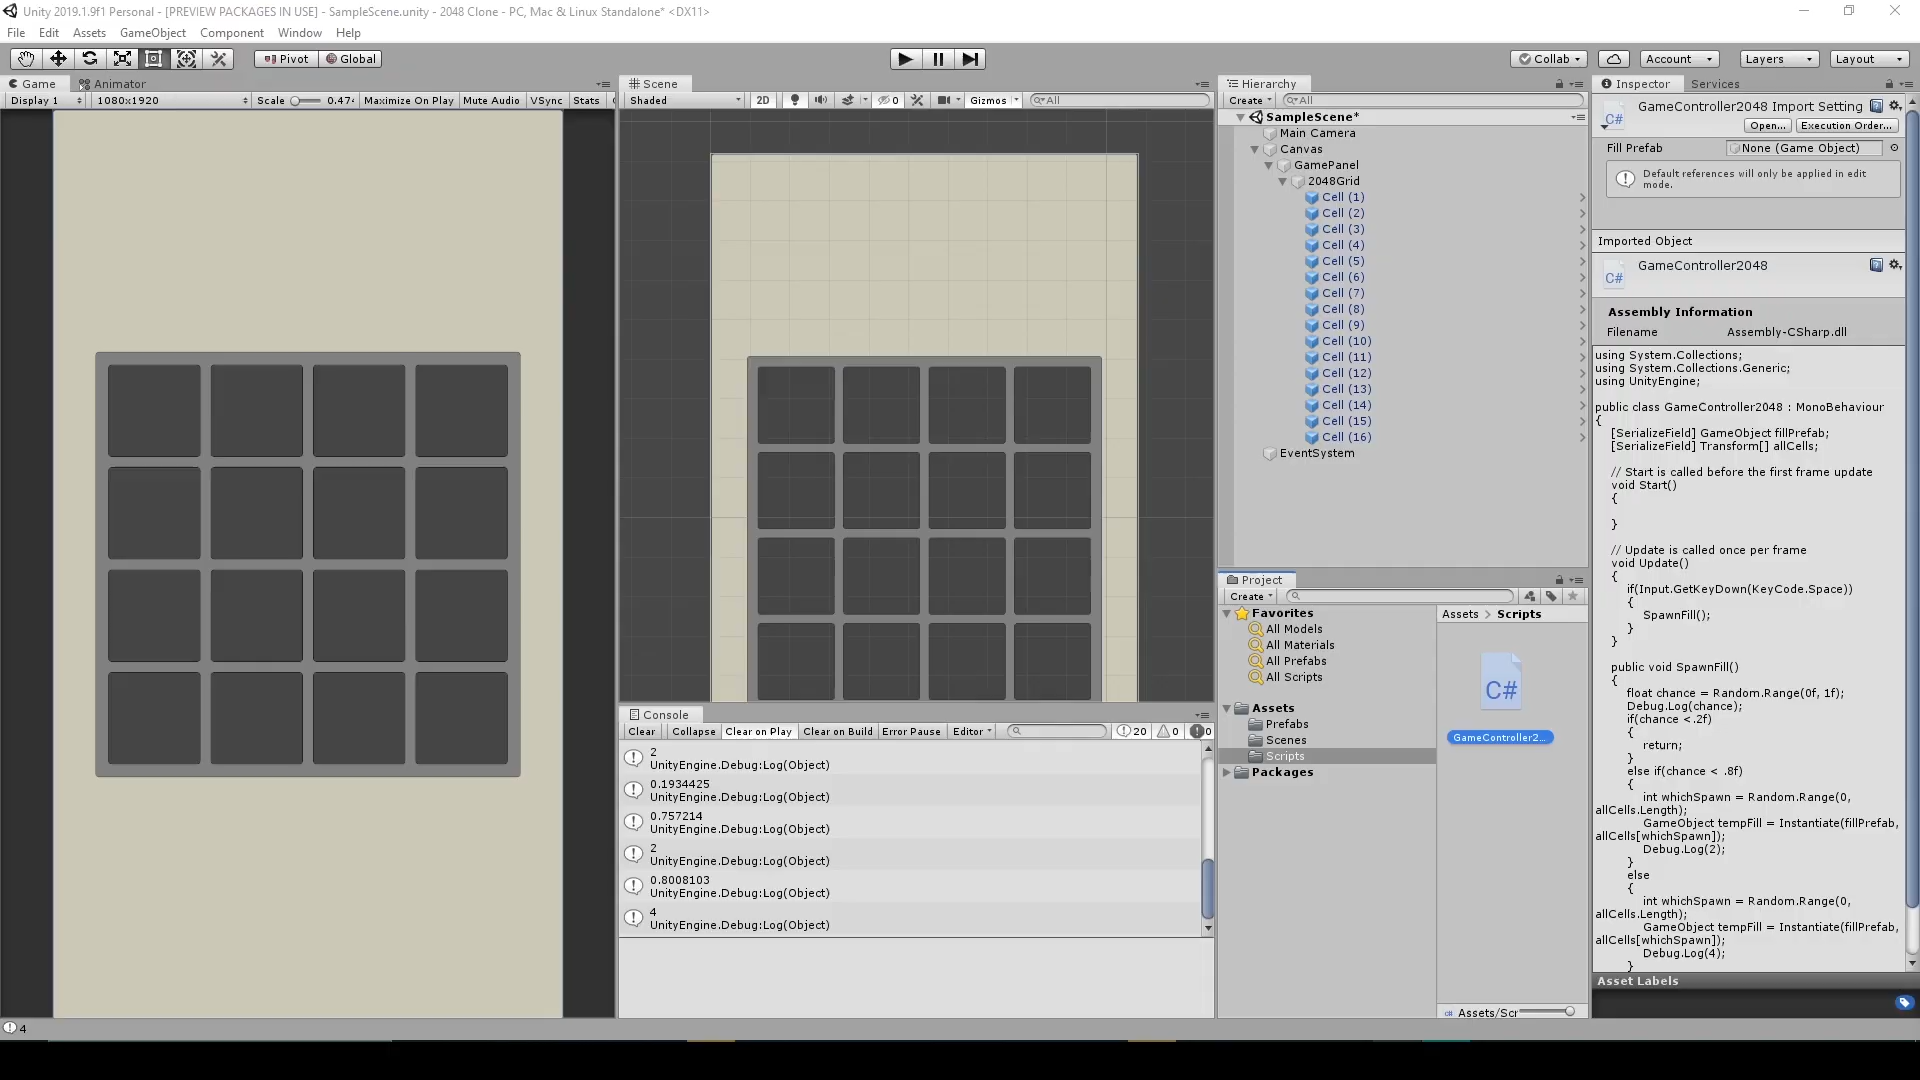 Unity 2019.1.9f1 Personal - [PREVIEW PACKAGES IN USE] - SampleScene.unity - 2048 Clone - PC, Mac & Linux Standalone* <DX11>
File Edit Assets GameObject Component Window Help
Pivot Global
Collab Account Layers Layout
Game Animator
Display 1 1080x1920 Scale 0.47 Maximize On Play Mute Audio VSync Stats
Scene
Shaded 2D 0 Gizmos All
Console
Clear Collapse Clear on Play Clear on Build Error Pause Editor 20 0 0
2
UnityEngine.Debug:Log(Object)
0.1934425
UnityEngine.Debug:Log(Object)
0.757214
UnityEngine.Debug:Log(Object)
2
UnityEngine.Debug:Log(Object)
0.8008103
UnityEngine.Debug:Log(Object)
4
UnityEngine.Debug:Log(Object)
Hierarchy
Create All
SampleScene*
Main Camera
Canvas
GamePanel
2048Grid
Cell (1)
Cell (2)
Cell (3)
Cell (4)
Cell (5)
Cell (6)
Cell (7)
Cell (8)
Cell (9)
Cell (10)
Cell (11)
Cell (12)
Cell (13)
Cell (14)
Cell (15)
Cell (16)
EventSystem
Project
Create
Favorites
All Models
All Materials
All Prefabs
All Scripts
Assets
Prefabs
Scenes
Scripts
Packages
Assets > Scripts
C#
GameController2...
Assets/Scr
Inspector Services
GameController2048 Import Setting
C#
Open... Execution Order...
Fill Prefab None (Game Object)
Default references will only be applied in edit
mode.
Imported Object
GameController2048
C#
Assembly Information
Filename Assembly-CSharp.dll
using System.Collections;
using System.Collections.Generic;
using UnityEngine;
public class GameController2048 : MonoBehaviour
{
[SerializeField] GameObject fillPrefab;
[SerializeField] Transform[] allCells;
// Start is called before the first frame update
void Start()
{
}
// Update is called once per frame
void Update()
{
if(Input.GetKeyDown(KeyCode.Space))
{
SpawnFill();
}
}
public void SpawnFill()
{
float chance = Random.Range(0f, 1f);
Debug.Log(chance);
if(chance <.2f)
{
return;
}
else if(chance < .8f)
{
int whichSpawn = Random.Range(0,
allCells.Length);
GameObject tempFill = Instantiate(fillPrefab,
allCells[whichSpawn]);
Debug.Log(2);
}
else
{
int whichSpawn = Random.Range(0,
allCells.Length);
GameObject tempFill = Instantiate(fillPrefab,
allCells[whichSpawn]);
Debug.Log(4);
}
Asset Labels
4